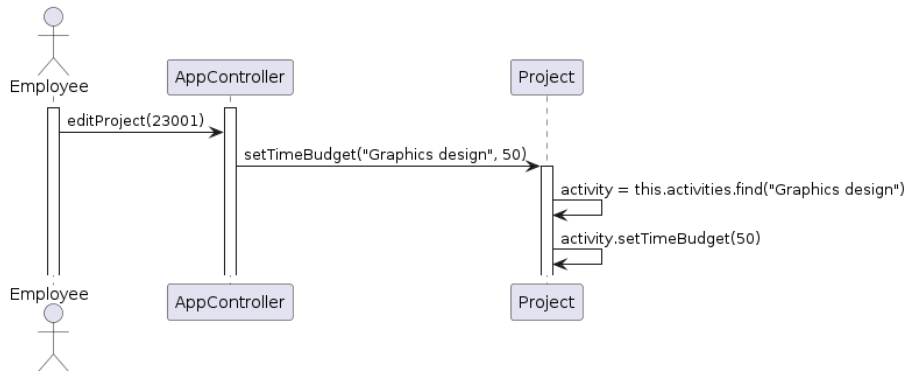 Employee
AppController
Project
editProject(23001)
setTimeBudget("Graphics design", 50)
activity = this.activities.find("Graphics design")
activity.setTimeBudget(50)
Employee
AppController
Project